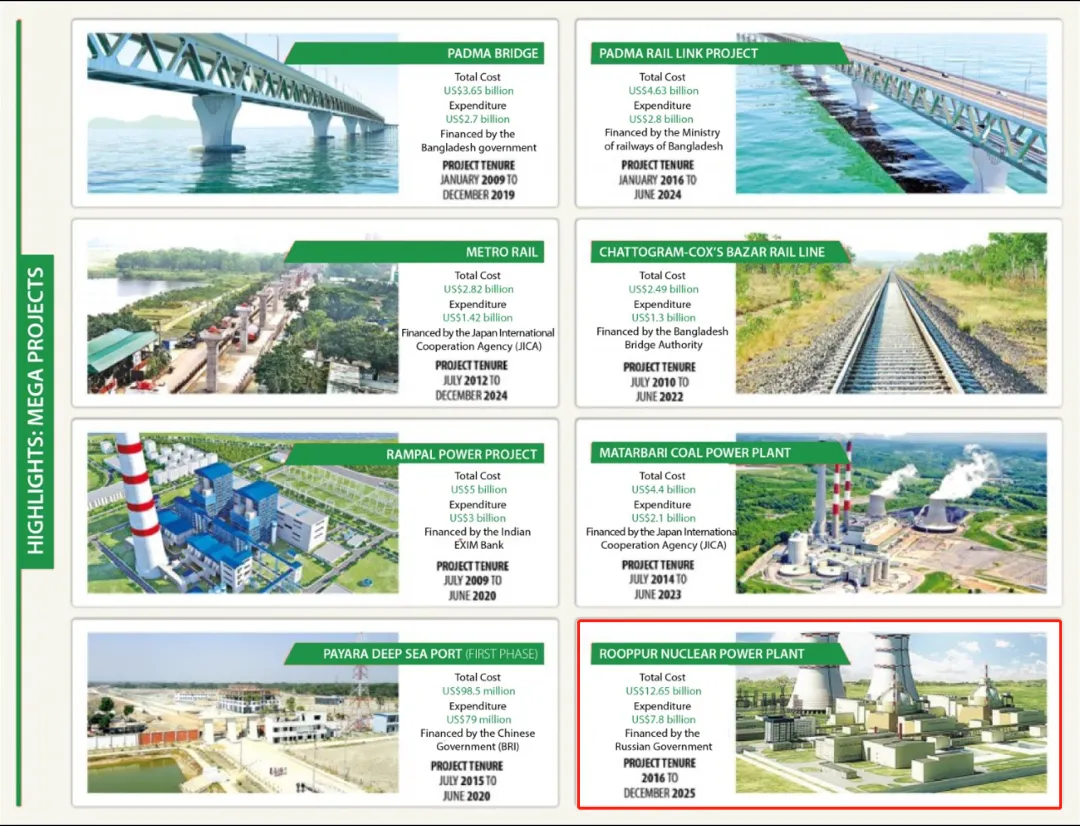 HIGHLIGHTS: MEGA PROJECTS
PADMA BRIDGE
Total Cost
US$3.65 billion
Expenditure
US$2.7 billion
Financed by the
Bangladesh government
PROJECT TENURE
JANUARY 2009 TO
DECEMBER 2019
PADMA RAIL LINK PROJECT
Total Cost
US$4.63 billion
Expenditure
US$2.8 billion
Financed by the Ministry
of railways of Bangladesh
PROJECT TENURE
JANUARY 2016 TO
JUNE 2024
METRO RAIL
Total Cost
US$2.82 billion
Expenditure
US$1.42 billion
Financed by the Japan International
Cooperation Agency (JICA)
PROJECT TENURE
JULY 2012 TO
DECEMBER 2024
CHATTOGRAM-COX'S BAZAR RAIL LINE
Total Cost
US$2.49 billion
Expenditure
US$1.3 billion
Financed by the Bangladesh
Bridge Authority
PROJECT TENURE
JULY 2010 TO
JUNE 2022
RAMPAL POWER PROJECT
Total Cost
US$5 billion
Expenditure
US$3 billion
Financed by the Indian
EXIM Bank
PROJECT TENURE
JULY 2009 TO
JUNE 2020
MATARBARI COAL POWER PLANT
Total Cost
US$4.4 billion
Expenditure
US$2.1 billion
Financed by the Japan International
Cooperation Agency (JICA)
PROJECT TENURE
JULY 2014 TO
JUNE 2023
PAYARA DEEP SEA PORT (FIRST PHASE)
Total Cost
US$98.5 million
Expenditure
US$79 million
Financed by the Chinese
Government (BRI)
PROJECT TENURE
JULY 2015 TO
JUNE 2020
ROOPPUR NUCLEAR POWER PLANT
Total Cost
US$12.65 billion
Expenditure
US$7.8 billion
Financed by the
Russian Government
PROJECT TENURE
2016 TO
DECEMBER 2025